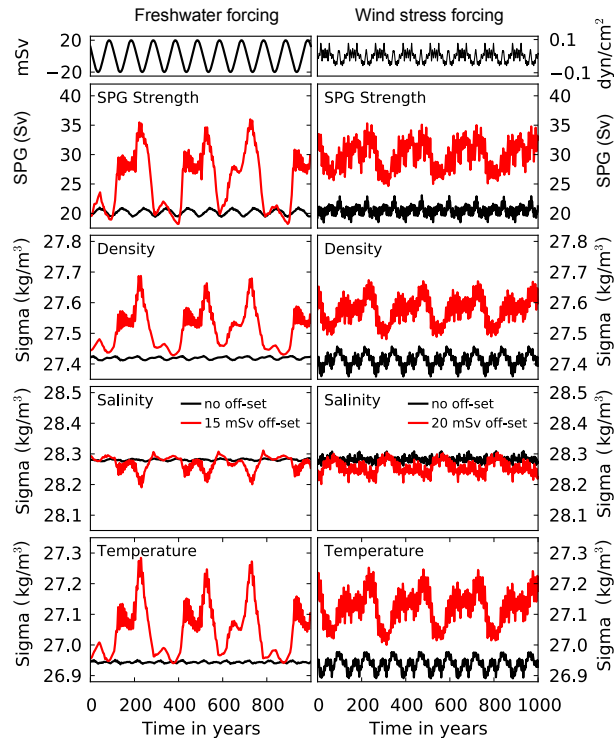 Freshwater forcing
Wind stress forcing
mSv
20
−20
0.1
−0.1
dyn/cm²
SPG (Sv)
40
35
30
25
20
SPG Strength
SPG Strength
40
35
30
25
20
SPG (Sv)
Sigma (kg/m³)
27.8
27.7
27.6
27.5
27.4
Density
Density
27.8
27.7
27.6
27.5
27.4
Sigma (kg/m³)
Sigma (kg/m³)
28.5
28.4
28.3
28.2
28.1
Salinity
no off-set
15 mSv off-set
Salinity
no off-set
20 mSv off-set
28.5
28.4
28.3
28.2
28.1
Sigma (kg/m³)
Sigma (kg/m³)
27.3
27.2
27.1
27.0
26.9
Temperature
Temperature
27.3
27.2
27.1
27.0
26.9
Sigma (kg/m³)
0 200 400 600 800
0 200 400 600 800 1000
Time in years
Time in years